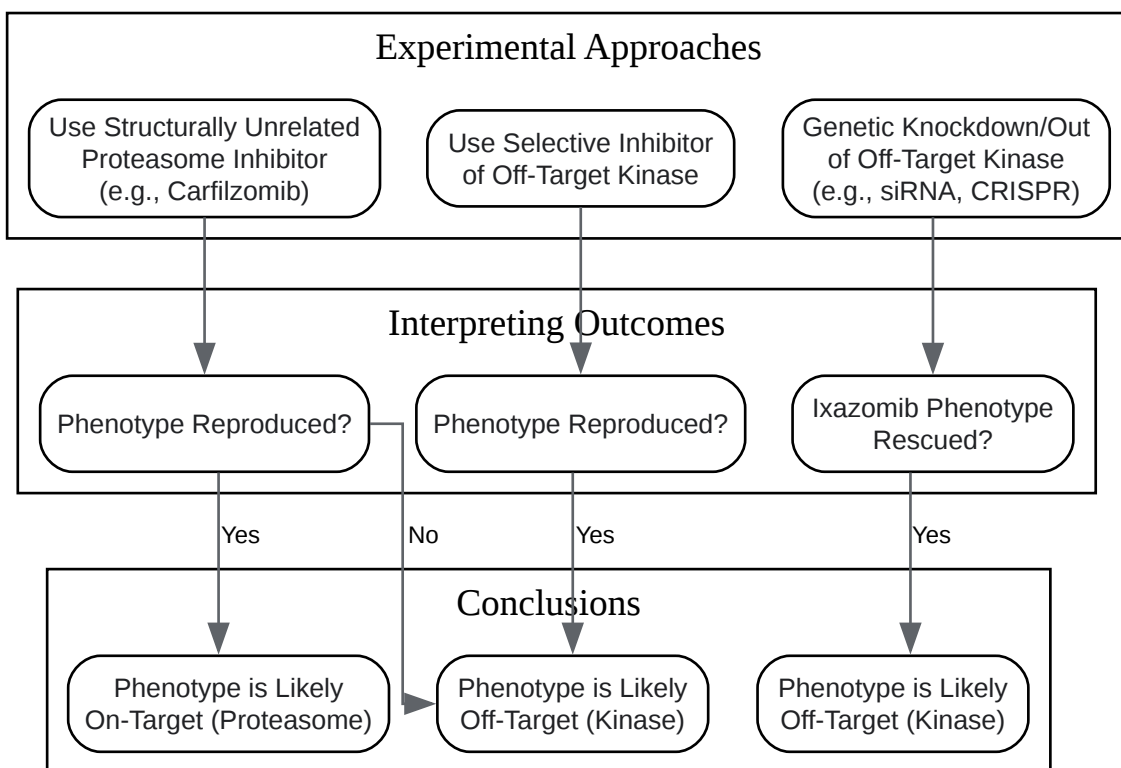 Experimental Approaches
Use Structurally Unrelated
Proteasome Inhibitor
(e.g., Carfilzomib)
Use Selective Inhibitor
of Off-Target Kinase
Genetic Knockdown/Out
of Off-Target Kinase
(e.g., siRNA, CRISPR)
Interpreting Outcomes
Phenotype Reproduced?
Phenotype Reproduced?
Ixazomib Phenotype
Rescued?
Yes
No
Yes
Yes
Conclusions
Phenotype is Likely
On-Target (Proteasome)
Phenotype is Likely
Off-Target (Kinase)
Phenotype is Likely
Off-Target (Kinase)